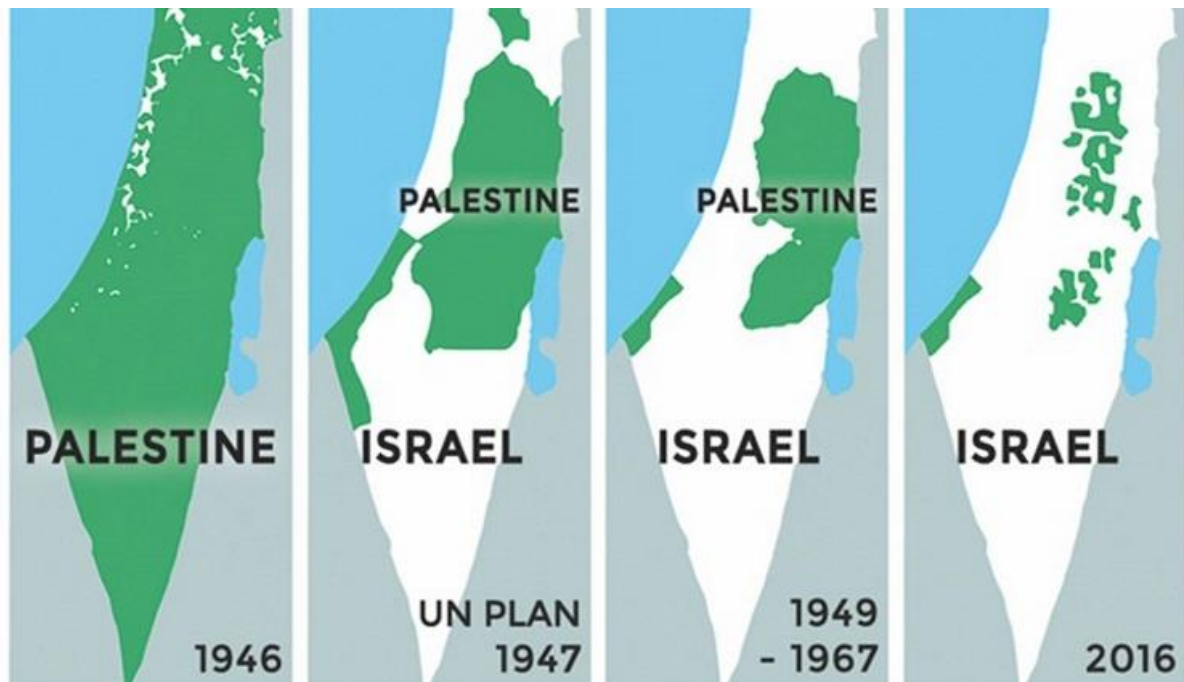 PALESTINE
1946
PALESTINE
ISRAEL
UN PLAN
1947
PALESTINE
ISRAEL
1949
- 1967
ISRAEL
2016